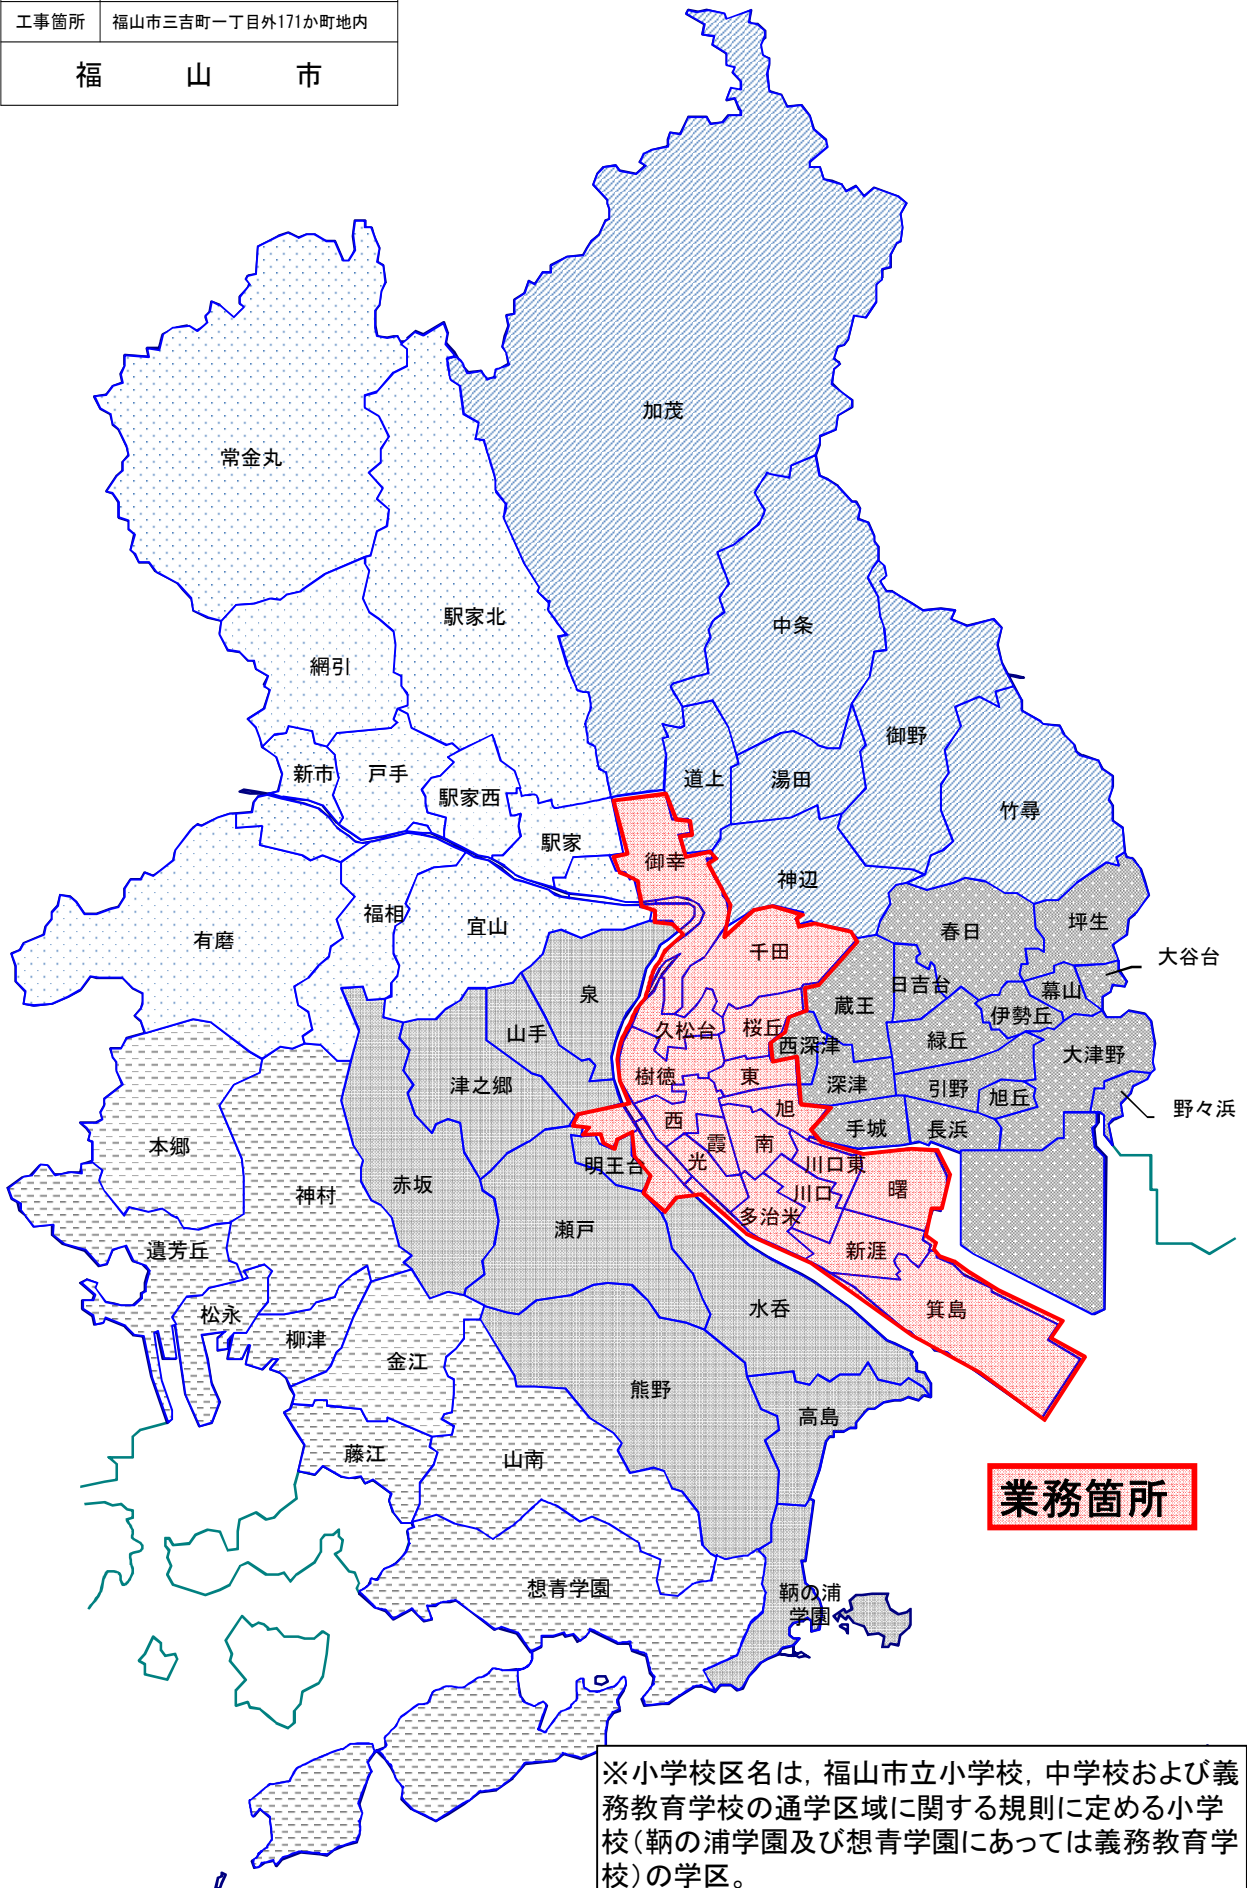 工事箇所 福山市三吉町一丁目外171か町地内
福山市
加茂
常金丸
駅家北
中条
網引
御野
新市
戸手
駅家西
道上
湯田
竹尋
駅家
御幸
神辺
福相
宜山
有磨
春日
坪生
千田
大谷台
泉
蔵王
日吉台
幕山
伊勢丘
山手
久松台
桜丘
西深津
緑丘
大津野
津之郷
樹徳
東
深津
引野
旭丘
旭
野々浜
西
手城
長浜
本郷
霞
南
神村
赤坂
明王台
光
川口東
川口
曙
多治米
瀬戸
遺芳丘
新涯
松永
水呑
箕島
柳津
金江
熊野
高島
藤江
山南
業務箇所
想青学園
鞆の浦
学園
※小学校区名は，福山市立小学校，中学校および義
務教育学校の通学区域に関する規則に定める小学
校（鞆の浦学園及び想青学園にあっては義務教育学
校）の学区。